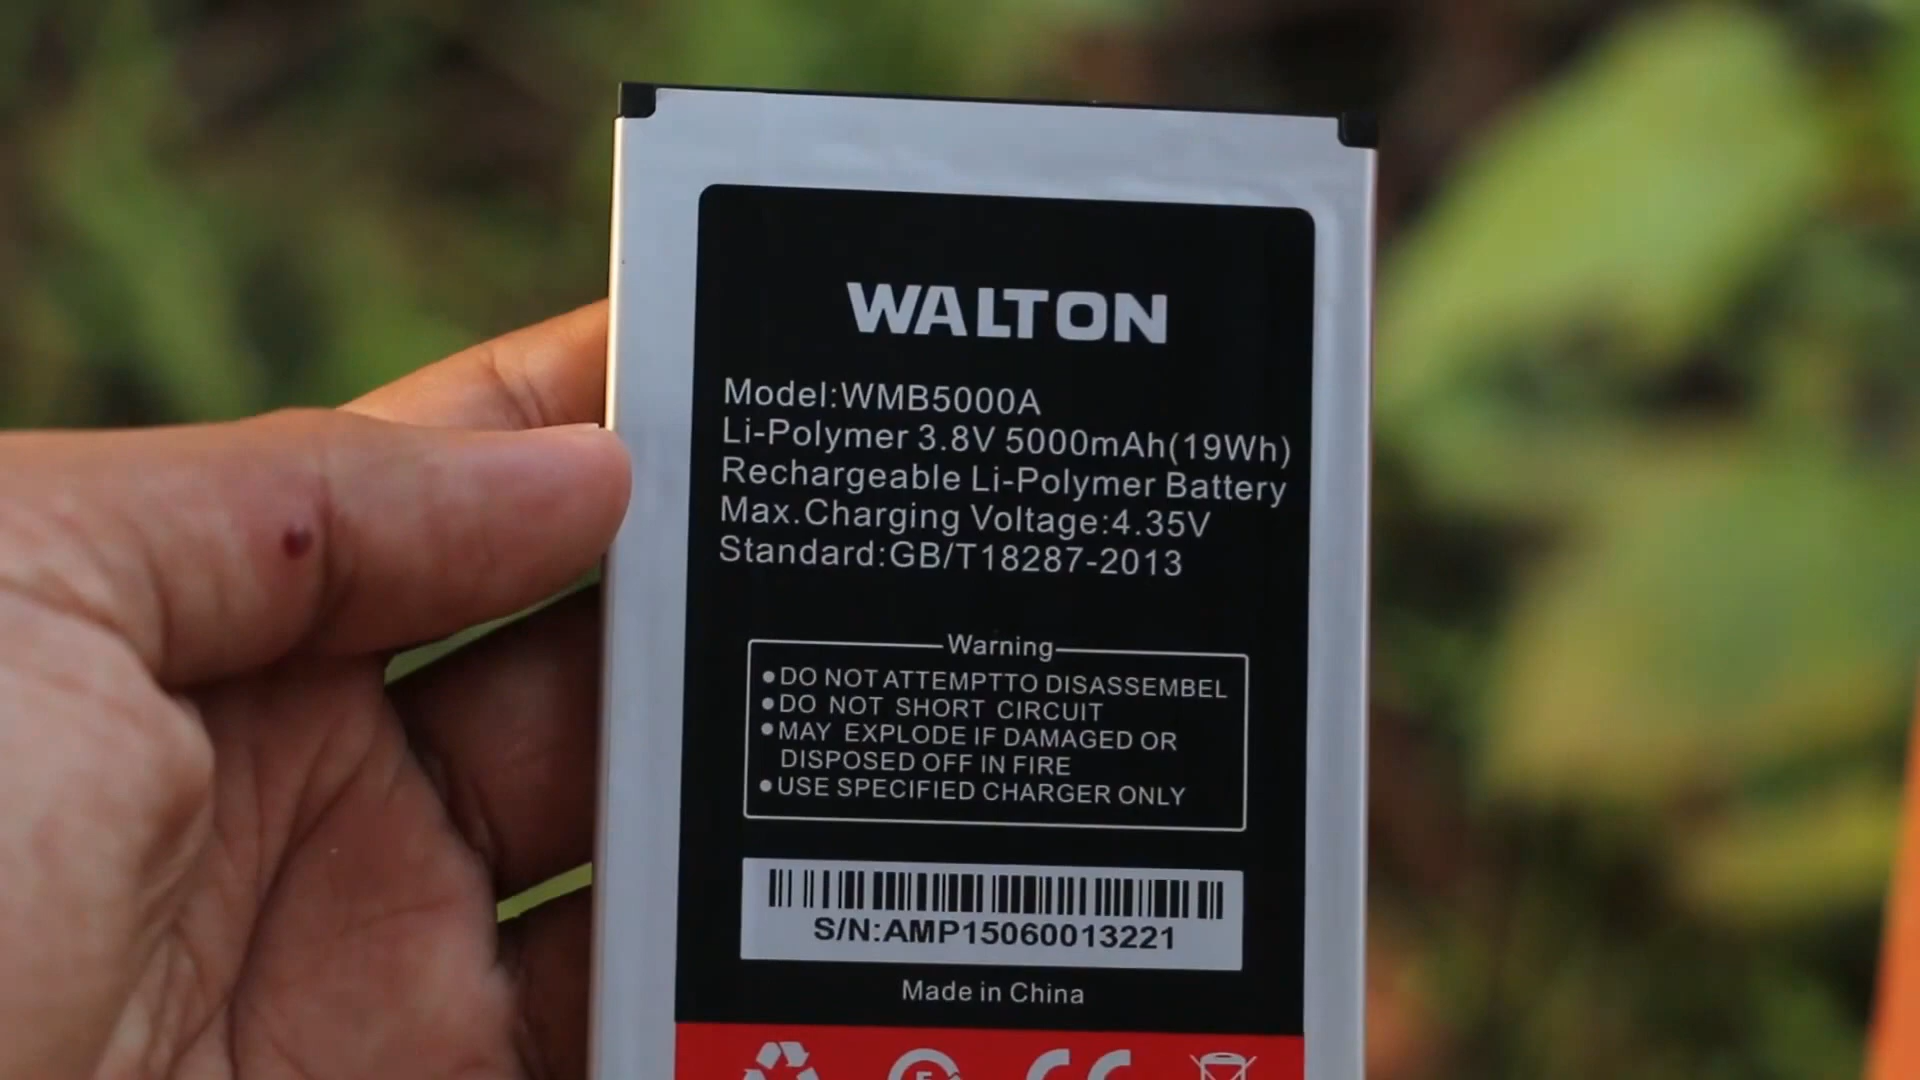 WALTON
Model:WMB5000A
Li-Polymer 3.8V 5000mAh(19Wh)
Rechargeable Li-Polymer Battery
Max.Charging Voltage:4.35V
Standard:GB/T18287-2013
Warning
●DO NOT ATTEMPTTO DISASSEMBEL
●DO NOT SHORT CIRCUIT
●MAY EXPLODE IF DAMAGED OR
DISPOSED OFF IN FIRE
●USE SPECIFIED CHARGER ONLY
S/N:AMP15060013221
Made in China